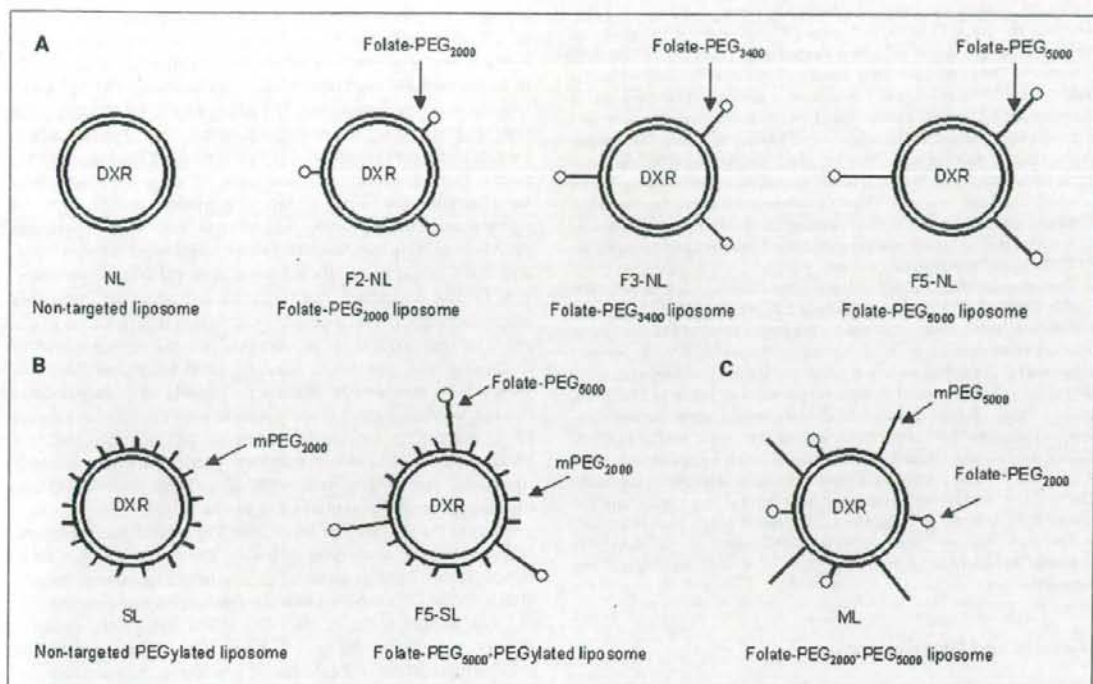 A
Folate-PEG2000
Folate-PEG3400
Folate-PEG5000
DXR
DXR
DXR
DXR
NL
F2-NL
F3-NL
F5-NL
Non-targeted liposome
Folate-PEG2000 liposome
Folate-PEG3400 liposome
Folate-PEG5000 liposome
B
C
Folate-PEG5000
mPEG5000
mPEG2000
mPEG2000
Folate-PEG2000
DXR
DXR
DXR
SL
F5-SL
ML
Non-targeted PEGylated liposome
Folate-PEG5000-PEGylated liposome
Folate-PEG2000-PEG5000 liposome